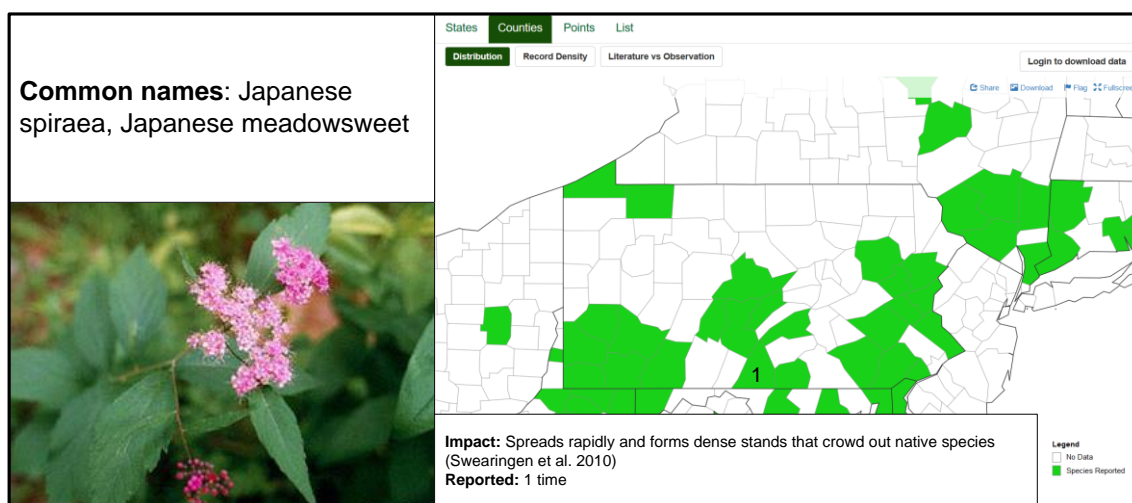 Common names: Japanese
spiraea, Japanese meadowsweet
States Counties Points List
Distribution Record Density Literature vs Observation
Login to download data
Share Download Flag Fullscreen
1
Impact: Spreads rapidly and forms dense stands that crowd out native species
(Swearingen et al. 2010)
Reported: 1 time
Legend
No Data
Species Reported